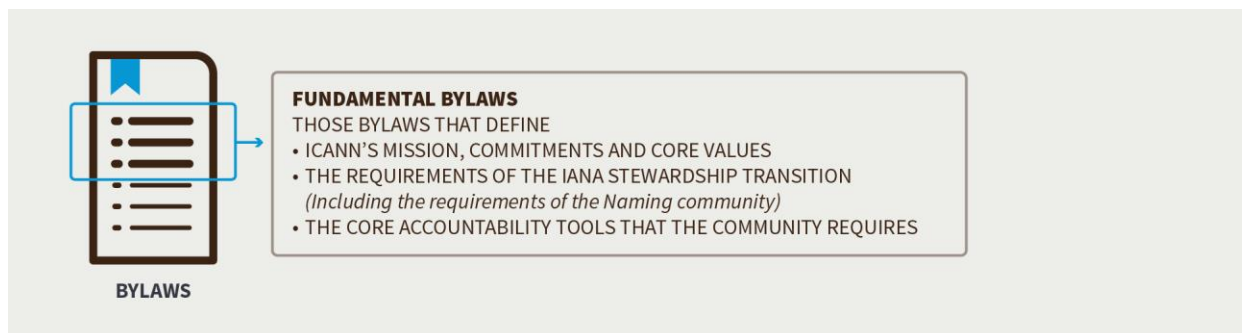 FUNDAMENTAL BYLAWS
THOSE BYLAWS THAT DEFINE
• ICANN’S MISSION, COMMITMENTS AND CORE VALUES
• THE REQUIREMENTS OF THE IANA STEWARDSHIP TRANSITION
(Including the requirements of the Naming community)
• THE CORE ACCOUNTABILITY TOOLS THAT THE COMMUNITY REQUIRES
BYLAWS